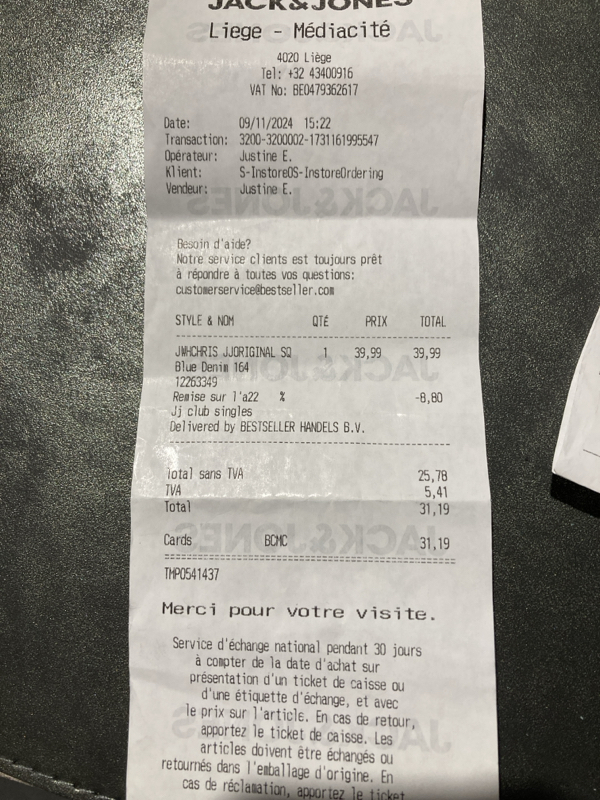 JACK&JONES
Liege - Médiacité
4020 Liège
Tel: +32 43400916
VAT No: BE0479362617
Date: 09/11/2024 15:22
Transaction: 3200-3200002-1731161995547
Opérateur: Justine E.
Klient: S-InstoreOS-InstoreOrdering
Vendeur: Justine E.
Besoin d'aide?
Notre service clients est toujours prêt
à répondre à toutes vos questions:
customerservice@bestseller.com
STYLE & NOM QTÉ PRIX TOTAL
JWHCHRIS JJORIGINAL SQ 1 39,99 39,99
Blue Denim 164
12263349
Remise sur l'a22 % -8,80
Jj club singles
Delivered by BESTSELLER HANDELS B.V.
Total sans TVA 25,78
TVA 5,41
Total 31,19
Cards BCMC 31,19
TMP0541437
Merci pour votre visite.
Service d'échange national pendant 30 jours
à compter de la date d'achat sur
présentation d'un ticket de caisse ou
d'une étiquette d'échange, et avec
le prix sur l'article. En cas de retour,
apportez le ticket de caisse. Les
articles doivent être échangés ou
retournés dans l'emballage d'origine. En
cas de réclamation, apportez le ticket